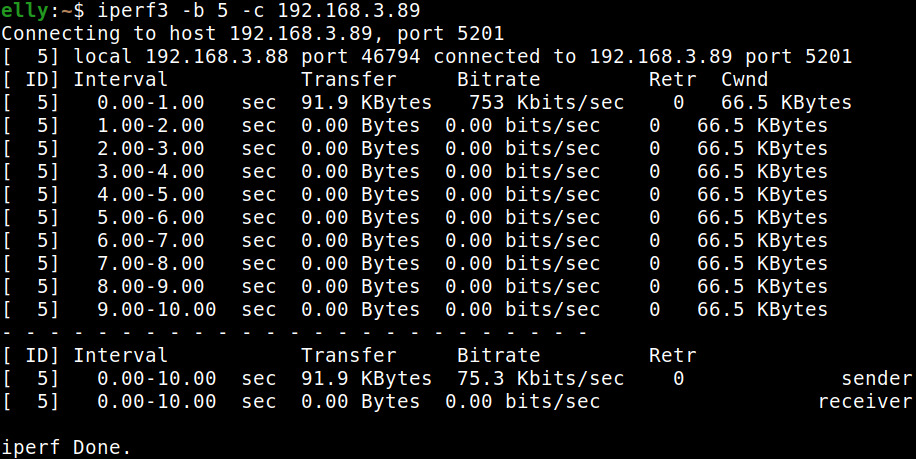 elly:~$ iperf3 -b 5 -c 192.168.3.89
Connecting to host 192.168.3.89, port 5201
[  5] local 192.168.3.88 port 46794 connected to 192.168.3.89 port 5201
[ ID] Interval           Transfer     Bitrate         Retr  Cwnd
[  5]   0.00-1.00   sec  91.9 KBytes   753 Kbits/sec    0   66.5 KBytes
[  5]   1.00-2.00   sec  0.00 Bytes  0.00 bits/sec    0   66.5 KBytes
[  5]   2.00-3.00   sec  0.00 Bytes  0.00 bits/sec    0   66.5 KBytes
[  5]   3.00-4.00   sec  0.00 Bytes  0.00 bits/sec    0   66.5 KBytes
[  5]   4.00-5.00   sec  0.00 Bytes  0.00 bits/sec    0   66.5 KBytes
[  5]   5.00-6.00   sec  0.00 Bytes  0.00 bits/sec    0   66.5 KBytes
[  5]   6.00-7.00   sec  0.00 Bytes  0.00 bits/sec    0   66.5 KBytes
[  5]   7.00-8.00   sec  0.00 Bytes  0.00 bits/sec    0   66.5 KBytes
[  5]   8.00-9.00   sec  0.00 Bytes  0.00 bits/sec    0   66.5 KBytes
[  5]   9.00-10.00  sec  0.00 Bytes  0.00 bits/sec    0   66.5 KBytes
- - - - - - - - - - - - - - - - - - - - - - - - -
[ ID] Interval           Transfer     Bitrate         Retr
[  5]   0.00-10.00  sec  91.9 KBytes  75.3 Kbits/sec    0             sender
[  5]   0.00-10.00  sec  0.00 Bytes  0.00 bits/sec                  receiver
iperf Done.